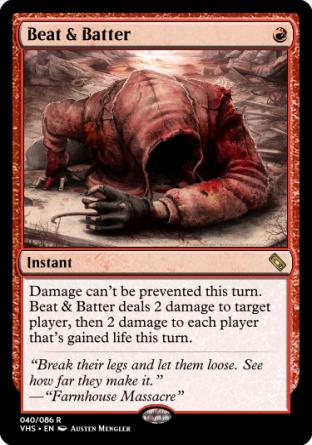 Beat & Batter
Instant
Damage can't be prevented this turn.
Beat & Batter deals 2 damage to target
player, then 2 damage to each player
that's gained life this turn.
"Break their legs and let them loose. See
how far they make it."
—"Farmhouse Massacre"
040/086 R
VHS • EN Austen Mengler